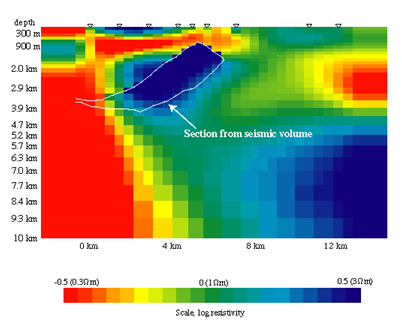 depth
300 m
900 m
2.0 km
2.9 km
3.9 km
4.7 km
5.2 km
5.7 km
6.3 km
7.0 km
7.7 km
8.4 km
9.3 km
10 km
Section from seismic volume
0 km 4 km 8 km 12 km
-0.5 (0.3Ωm) 0 (1Ωm) 0.5 (3Ωm)
Scale, log resistivity